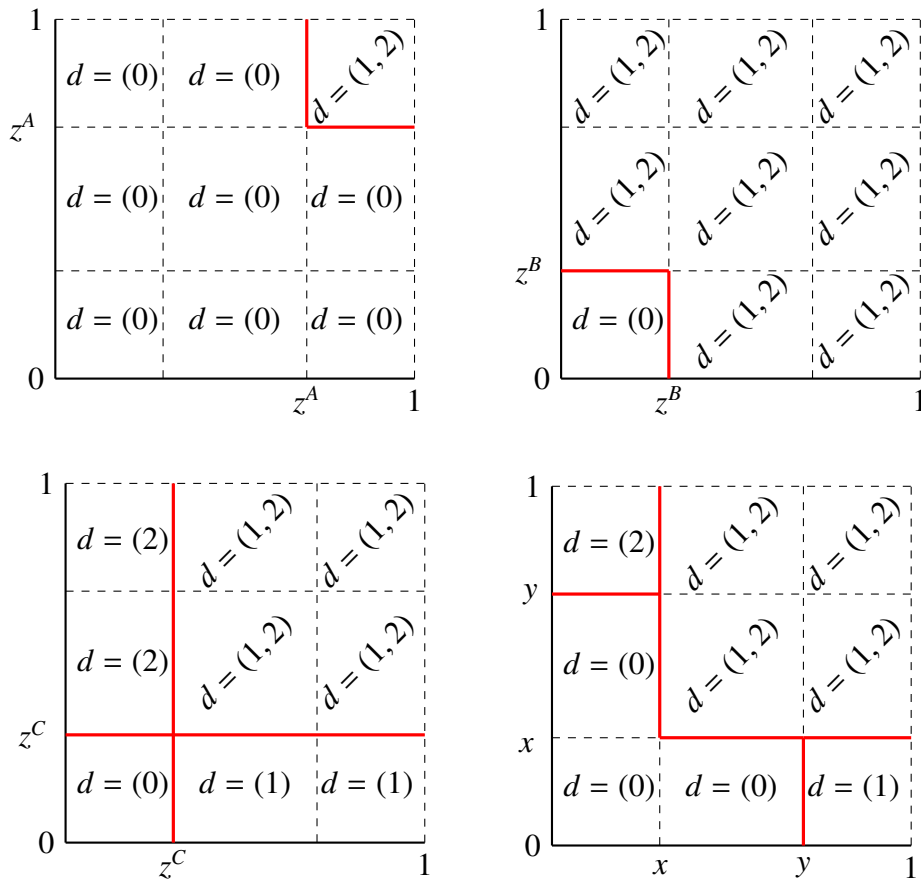 1 1
d = (0) d = (0) d = (1, 2) d = (1, 2) d = (1, 2) d = (1, 2)
z^A
d = (0) d = (0) d = (0) d = (1, 2) d = (1, 2) d = (1, 2)
z^B
d = (0) d = (0) d = (0) d = (0) d = (1, 2) d = (1, 2)
0 0
z^A 1 z^B 1
1 1
d = (2) d = (1, 2) d = (1, 2) d = (2) d = (1, 2) d = (1, 2)
y
d = (2) d = (1, 2) d = (1, 2) d = (0) d = (1, 2) d = (1, 2)
z^C x
d = (0) d = (1) d = (1) d = (0) d = (0) d = (1)
0 0
z^C 1 x y 1